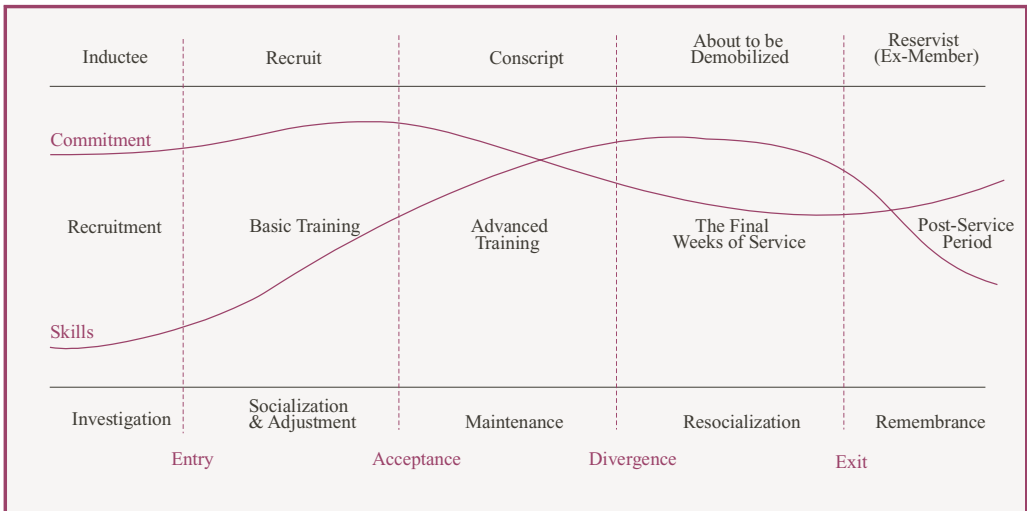 Inductee
Recruit
Conscript
About to be
Demobilized
Reservist
(Ex-Member)
Commitment
Recruitment
Basic Training
Advanced
Training
The Final
Weeks of Service
Post-Service
Period
Skills
Investigation
Socialization
& Adjustment
Maintenance
Resocialization
Remembrance
Entry
Acceptance
Divergence
Exit